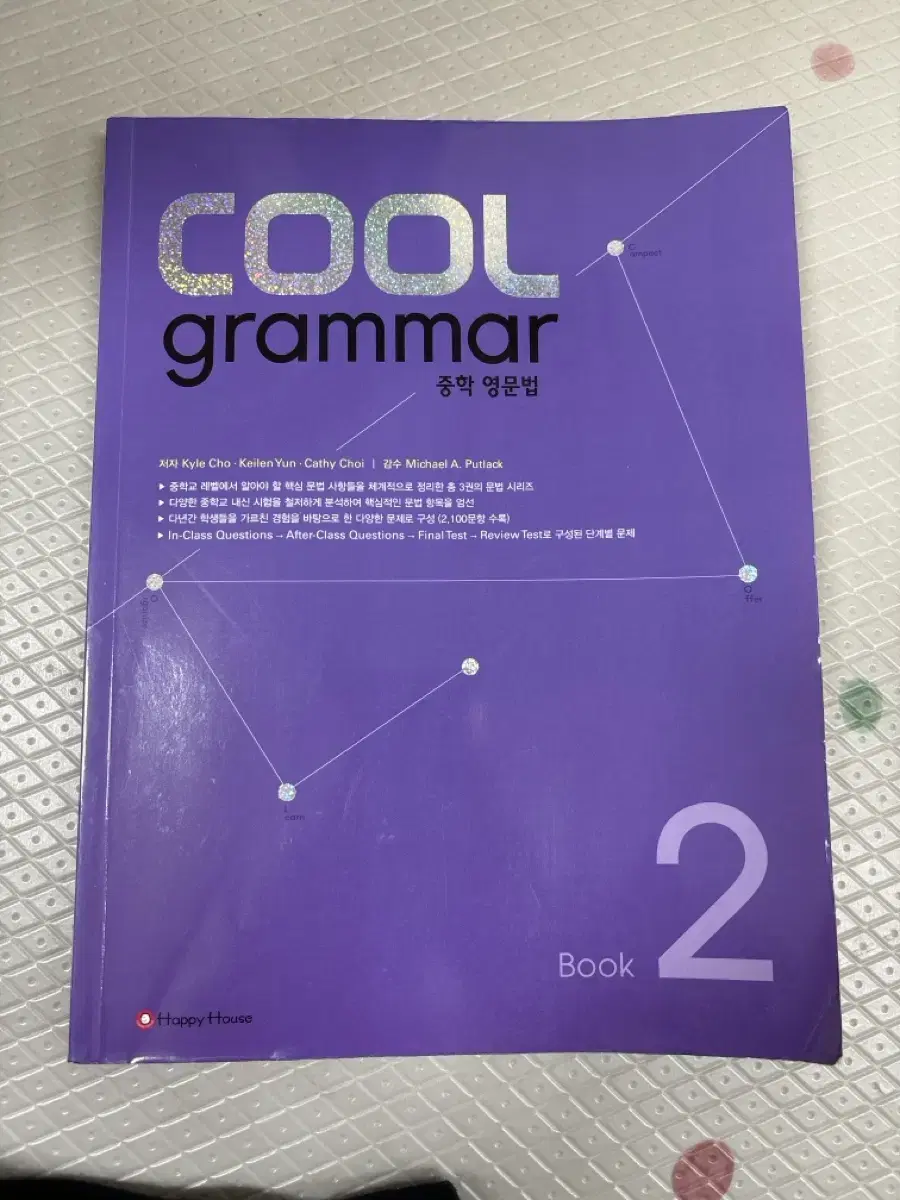 COOL
grammar
중학 영문법
저자 Kyle Cho · Keilen Yun · Cathy Choi | 감수 Michael A. Putlack
▶ 중학교 레벨에서 알아야 할 핵심 문법 사항들을 체계적으로 정리한 총 3권의 문법 시리즈
▶ 다양한 중학교 내신 시험을 철저하게 분석하여 핵심적인 문법 항목을 엄선
▶ 다년간 학생들을 가르친 경험을 바탕으로 한 다양한 문제로 구성 (2,100문항 수록)
▶ In-Class Questions → After-Class Questions → Final Test → Review Test로 구성된 단계별 문제
C
ompact
O
ffer
L
earn
Book 2
Happy House